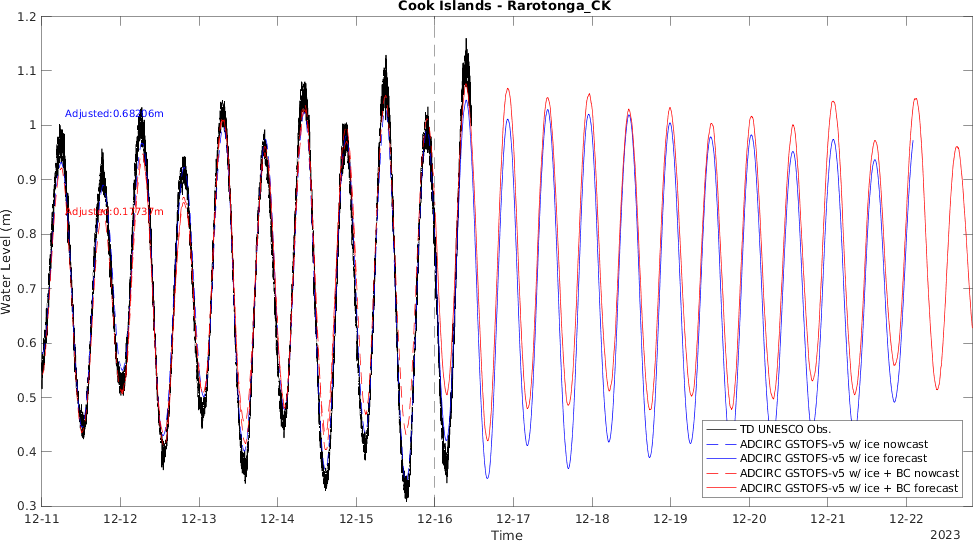 Cook Islands - Rarotonga_CK
Water Level (m)
1.2
1.1
1
0.9
0.8
0.7
0.6
0.5
0.4
0.3
Adjusted:0.68206m
Adjusted:0.17737m
TD UNESCO Obs.
ADCIRC GSTOFS-v5 w/ ice nowcast
ADCIRC GSTOFS-v5 w/ ice forecast
ADCIRC GSTOFS-v5 w/ ice + BC nowcast
ADCIRC GSTOFS-v5 w/ ice + BC forecast
12-11 12-12 12-13 12-14 12-15 12-16 12-17 12-18 12-19 12-20 12-21 12-22
Time
2023